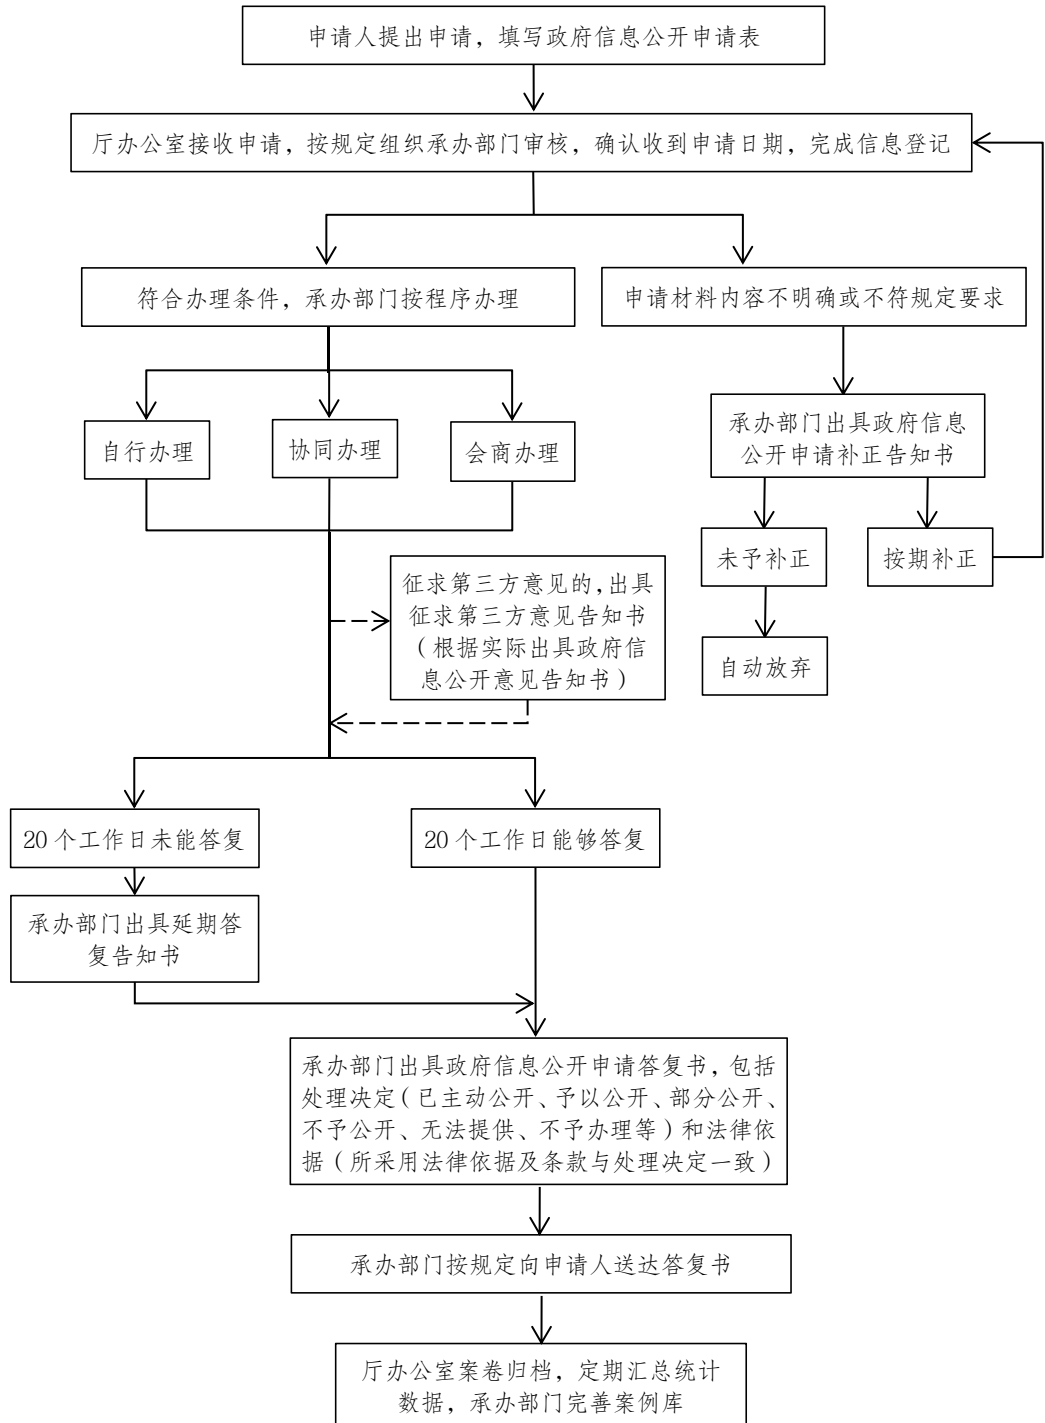 申请人提出申请，填写政府信息公开申请表
厅办公室接收申请，按规定组织承办部门审核，确认收到申请日期，完成信息登记
符合办理条件，承办部门按程序办理
申请材料内容不明确或不符规定要求
自行办理
协同办理
会商办理
承办部门出具政府信息
公开申请补正告知书
未予补正
按期补正
自动放弃
征求第三方意见的，出具
征求第三方意见告知书
（根据实际出具政府信
息公开意见告知书）
20个工作日未能答复
20个工作日能够答复
承办部门出具延期答
复告知书
承办部门出具政府信息公开申请答复书，包括
处理决定（已主动公开、予以公开、部分公开、
不予公开、无法提供、不予办理等）和法律依
据（所采用法律依据及条款与处理决定一致）
承办部门按规定向申请人送达答复书
厅办公室案卷归档，定期汇总统计
数据，承办部门完善案例库